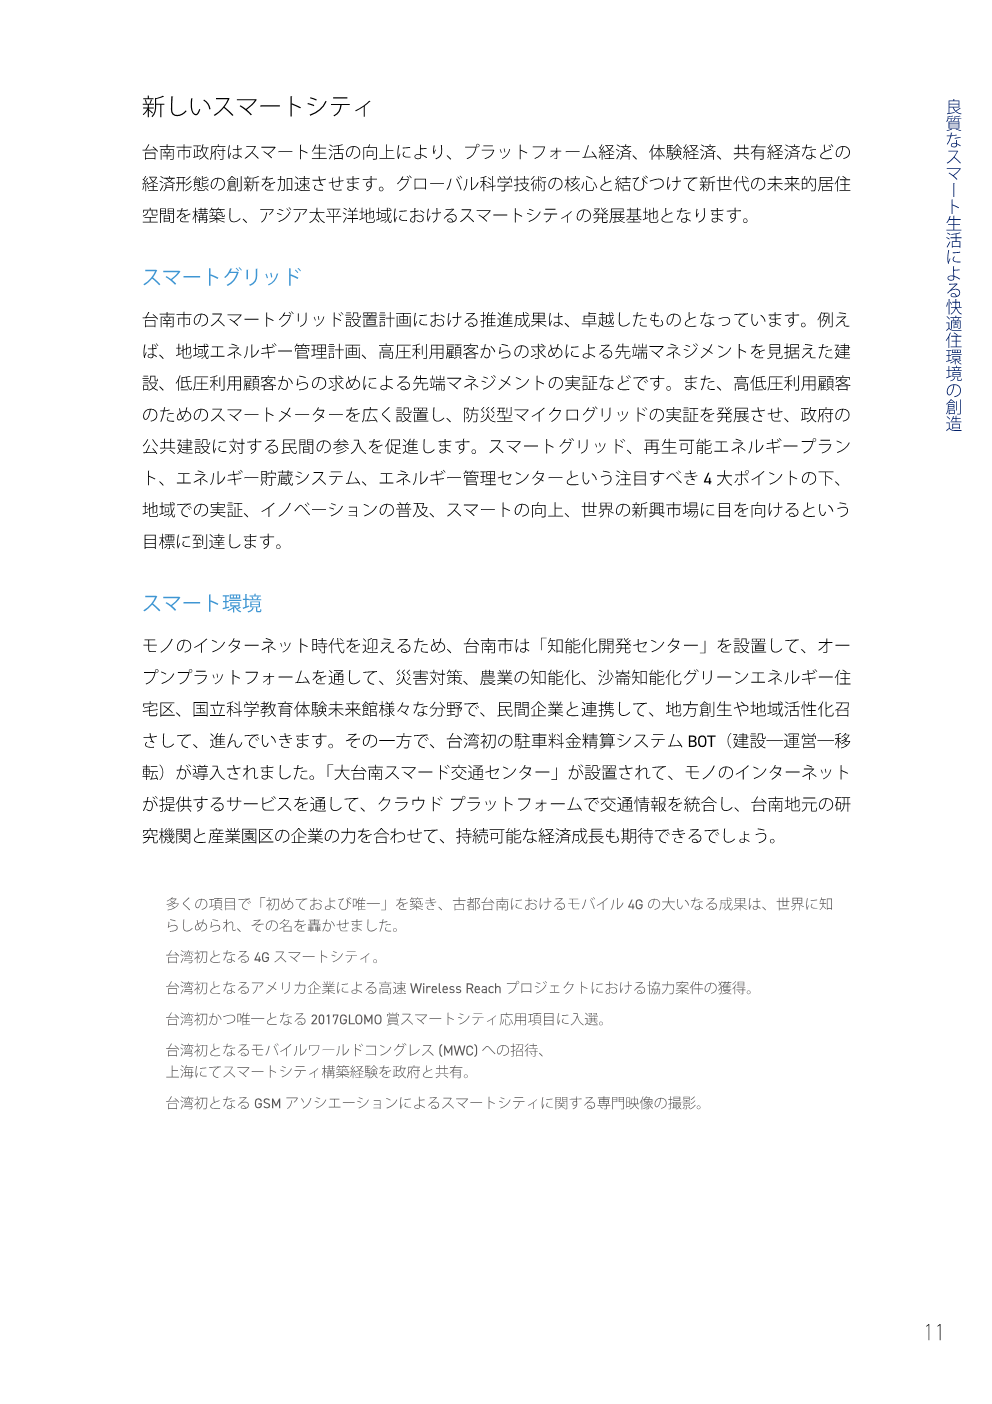 新しいスマートシティ
台南市政府はスマート生活の向上により、プラットフォーム経済、体験経済、共有経済などの
経済形態の創新を加速させます。グローバル科学技術の核心と結びつけて新世代の未来的居住
空間を構築し、アジア太平洋地域におけるスマートシティの発展基地となります。
スマートグリッド
台南市のスマートグリッド設置計画における推進成果は、卓越したものとなっています。例え
ば、地域エネルギー管理計画、高圧利用顧客からの求めによる先端マネジメントを見据えた建
設、低圧利用顧客からの求めによる先端マネジメントの実証などです。また、高低圧利用顧客
のためのスマートメーターを広く設置し、防災型マイクログリッドの実証を発展させ、政府の
公共建設に対する民間の参入を促進します。スマートグリッド、再生可能エネルギープラン
ト、エネルギー貯蔵システム、エネルギー管理センターという注目すべき 4 大ポイントの下、
地域での実証、イノベーションの普及、スマートの向上、世界の新興市場に目を向けるという
目標に到達します。
スマート環境
モノのインターネット時代を迎えるため、台南市は「知能化開発センター」を設置して、オー
プンプラットフォームを通して、災害対策、農業の知能化、沙崙知能化グリーンエネルギー住
宅区、国立科学教育体験未来館様々な分野で、民間企業と連携して、地方創生や地域活性化召
さして、進んでいきます。その一方で、台湾初の駐車料金精算システム BOT（建設—運営—移
転）が導入されました。「大台南スマード交通センター」が設置されて、モノのインターネット
が提供するサービスを通して、クラウド プラットフォームで交通情報を統合し、台南地元の研
究機関と産業園区の企業の力を合わせて、持続可能な経済成長も期待できるでしょう。
多くの項目で「初めておよび唯一」を築き、古都台南におけるモバイル 4G の大いなる成果は、世界に知
らしめられ、その名を轟かせました。
台湾初となる 4G スマートシティ。
台湾初となるアメリカ企業による高速 Wireless Reach プロジェクトにおける協力案件の獲得。
台湾初かつ唯一となる 2017GLOMO 賞スマートシティ応用項目に入選。
台湾初となるモバイルワールドコングレス (MWC) への招待、
上海にてスマートシティ構築経験を政府と共有。
台湾初となる GSM アソシエーションによるスマートシティに関する専門映像の撮影。
良質なスマート生活による快適住環境の創造
11